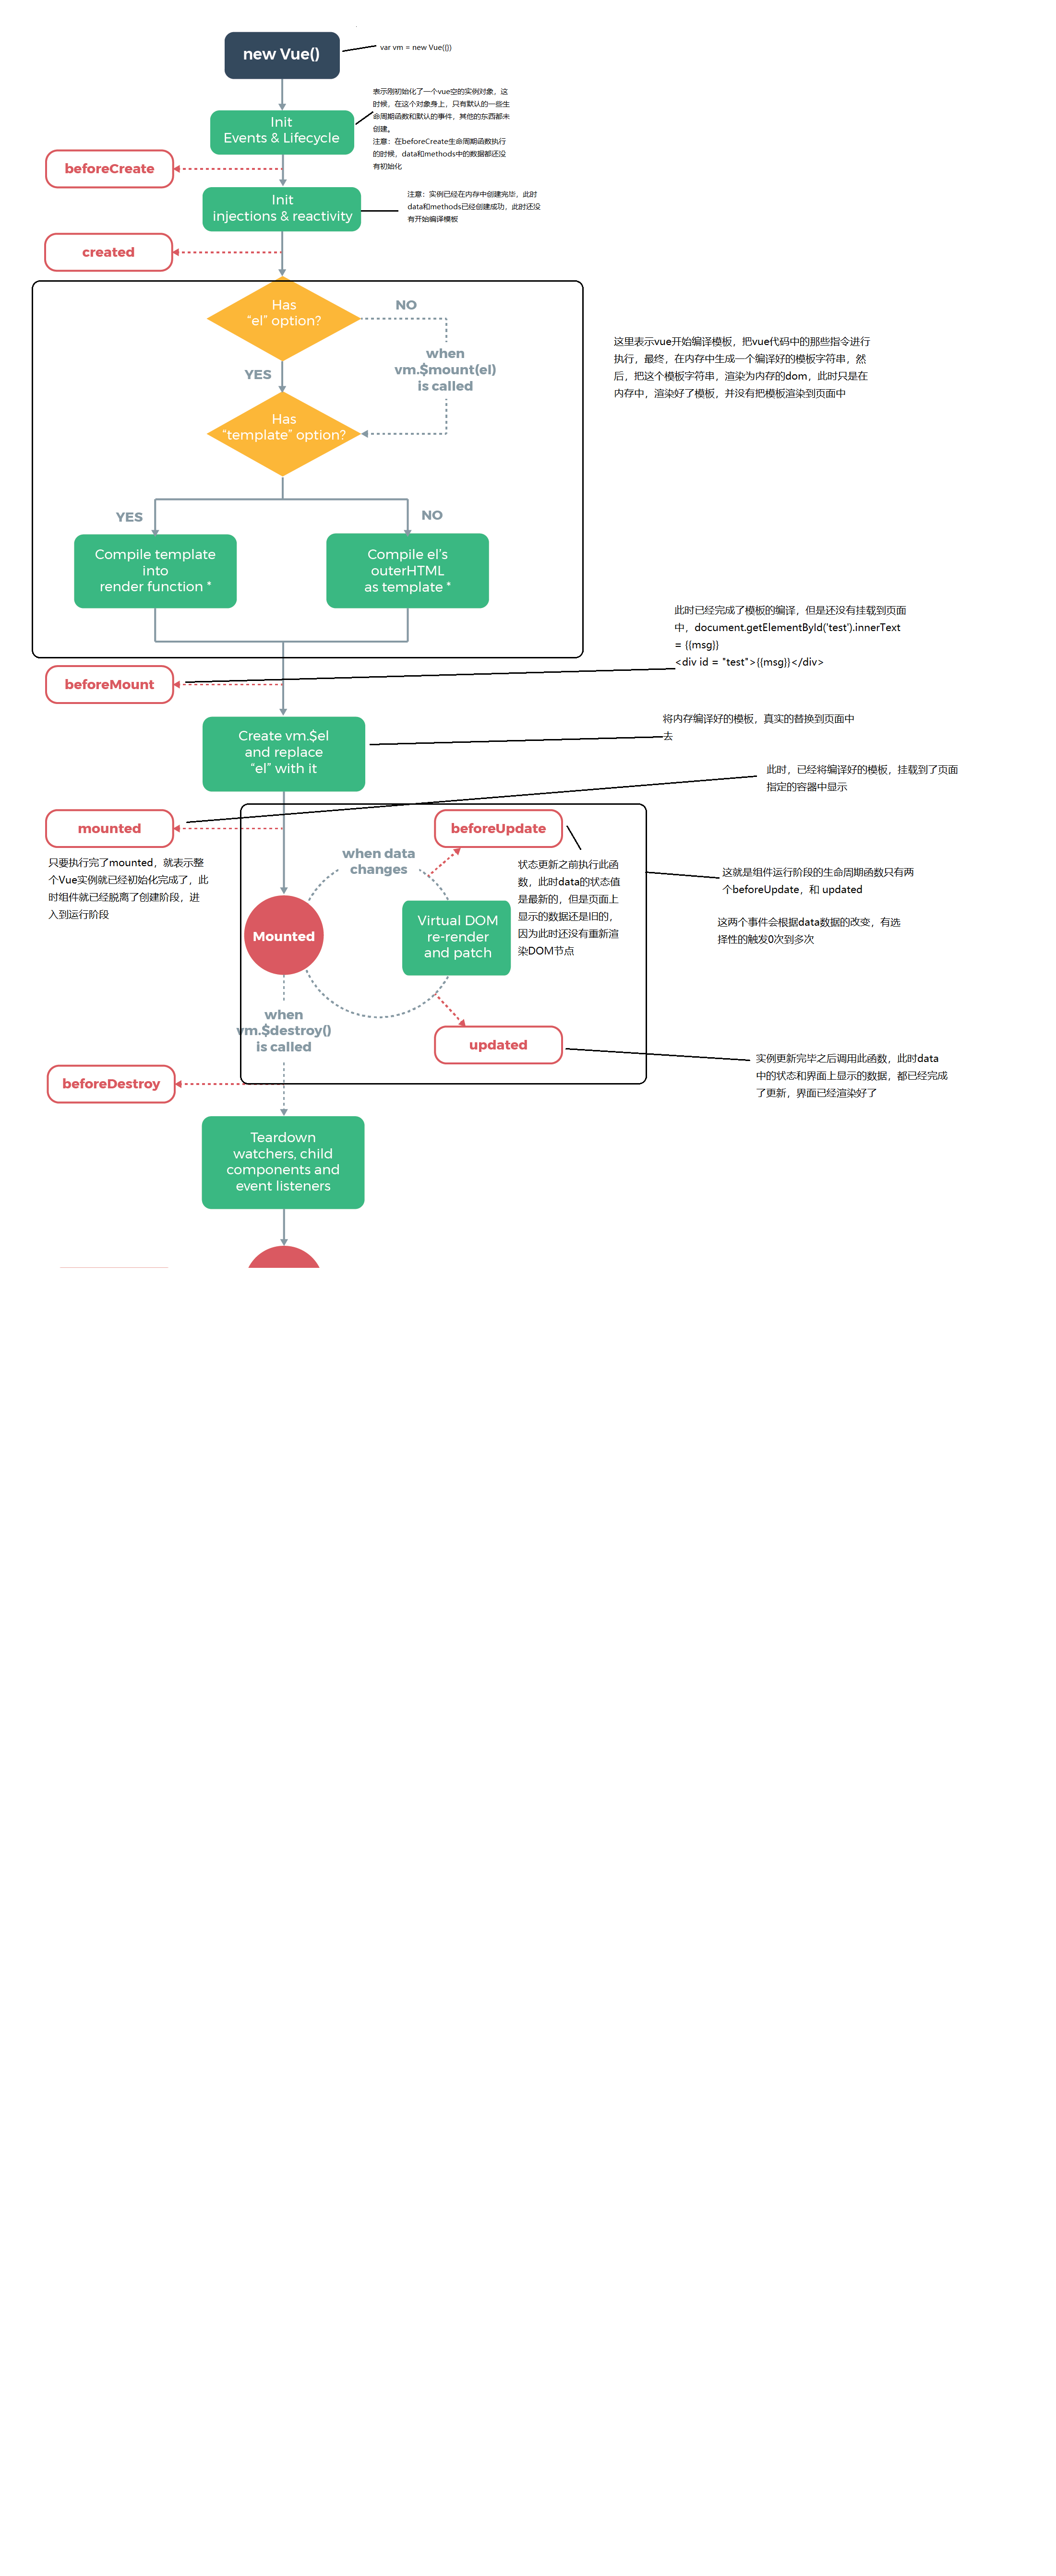 new Vue()
var vm = new Vue({})
表示刚初始化了一个vue空的实例对象，这
时候，在这个对象身上，只有默认的一些生
命周期函数和默认的事件，其他的东西都未
创建。
注意：在beforeCreate生命周期函数执行
的时候，data和methods中的数据都还没
有初始化
Init
Events & Lifecycle
beforeCreate
Init
injections & reactivity
注意：实例已经在内存中创建完毕，此时
data和methods已经创建成功，此时还没
有开始编译模板
created
Has
“el” option?
NO
when
vm.$mount(el)
is called
YES
Has
“template” option?
这里表示vue开始编译模板，把vue代码中的那些指令进行
执行，最终，在内存中生成一个编译好的模板字符串，然
后，把这个模板字符串，渲染为内存的dom，此时只是在
内存中，渲染好了模板，并没有把模板渲染到页面中
YES
NO
Compile template
into
render function *
Compile el’s
outerHTML
as template *
此时已经完成了模板的编译，但是还没有挂载到页面
中，document.getElementById('test').innerText
= {{msg}}
<div id = "test">{{msg}}</div>
beforeMount
Create vm.$el
and replace
“el” with it
将内存编译好的模板，真实的替换到页面中
去
此时，已经将编译好的模板，挂载到了页面
指定的容器中显示
mounted
只要执行完了mounted，就表示整
个Vue实例就已经初始化完成了，此
时组件就已经脱离了创建阶段，进
入到运行阶段
beforeUpdate
when data
changes
状态更新之前执行此函
数，此时data的状态值
是最新的，但是页面上
显示的数据还是旧的，
因为此时还没有重新渲
染DOM节点
这就是组件运行阶段的生命周期函数只有两
个beforeUpdate，和 updated
这两个事件会根据data数据的改变，有选
择性的触发0次到多次
Mounted
Virtual DOM
re-render
and patch
when
vm.$destroy()
is called
updated
实例更新完毕之后调用此函数，此时data
中的状态和界面上显示的数据，都已经完成
了更新，界面已经渲染好了
beforeDestroy
Teardown
watchers, child
components and
event listeners